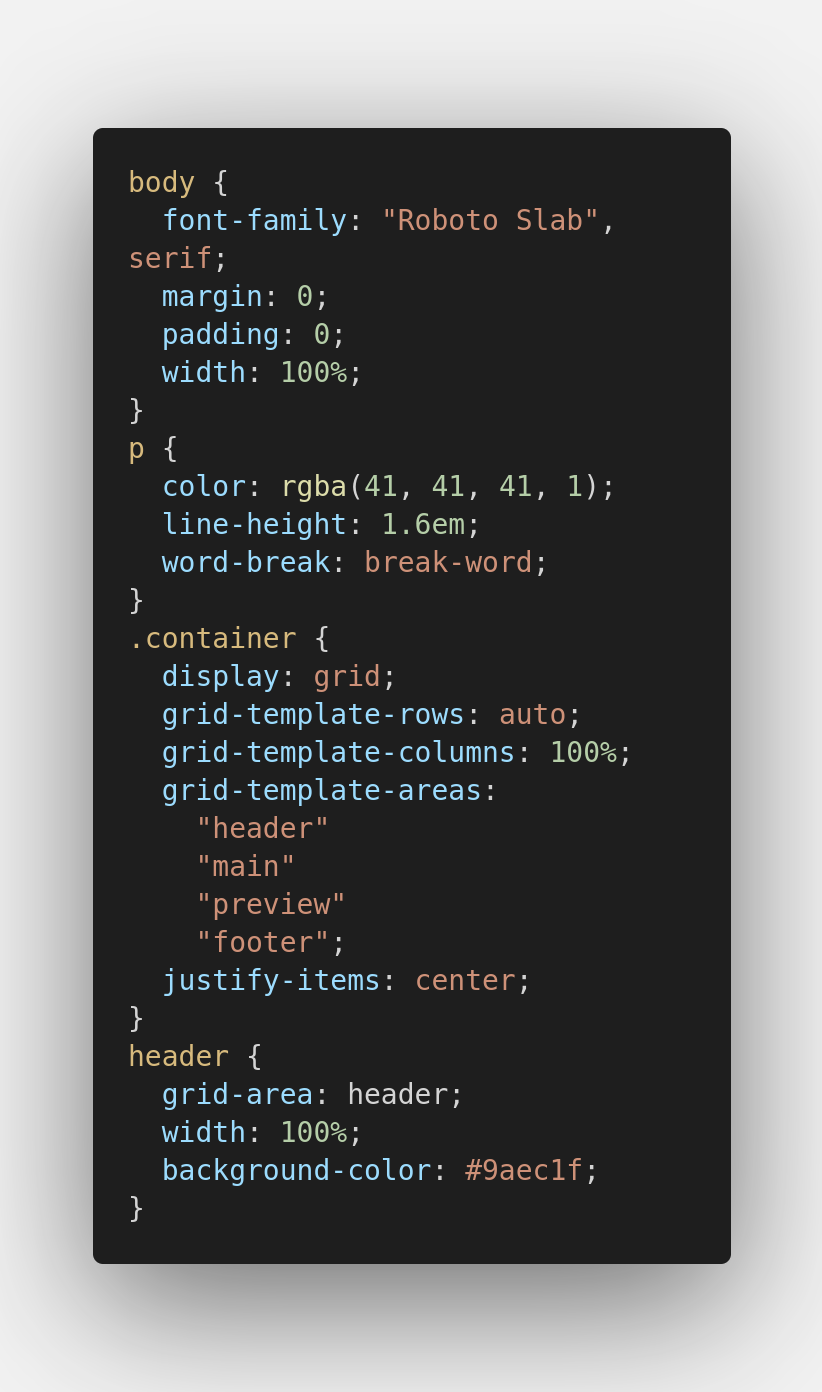 body {
  font-family: "Roboto Slab",
serif;
  margin: 0;
  padding: 0;
  width: 100%;
}
p {
  color: rgba(41, 41, 41, 1);
  line-height: 1.6em;
  word-break: break-word;
}
.container {
  display: grid;
  grid-template-rows: auto;
  grid-template-columns: 100%;
  grid-template-areas:
    "header"
    "main"
    "preview"
    "footer";
  justify-items: center;
}
header {
  grid-area: header;
  width: 100%;
  background-color: #9aec1f;
}